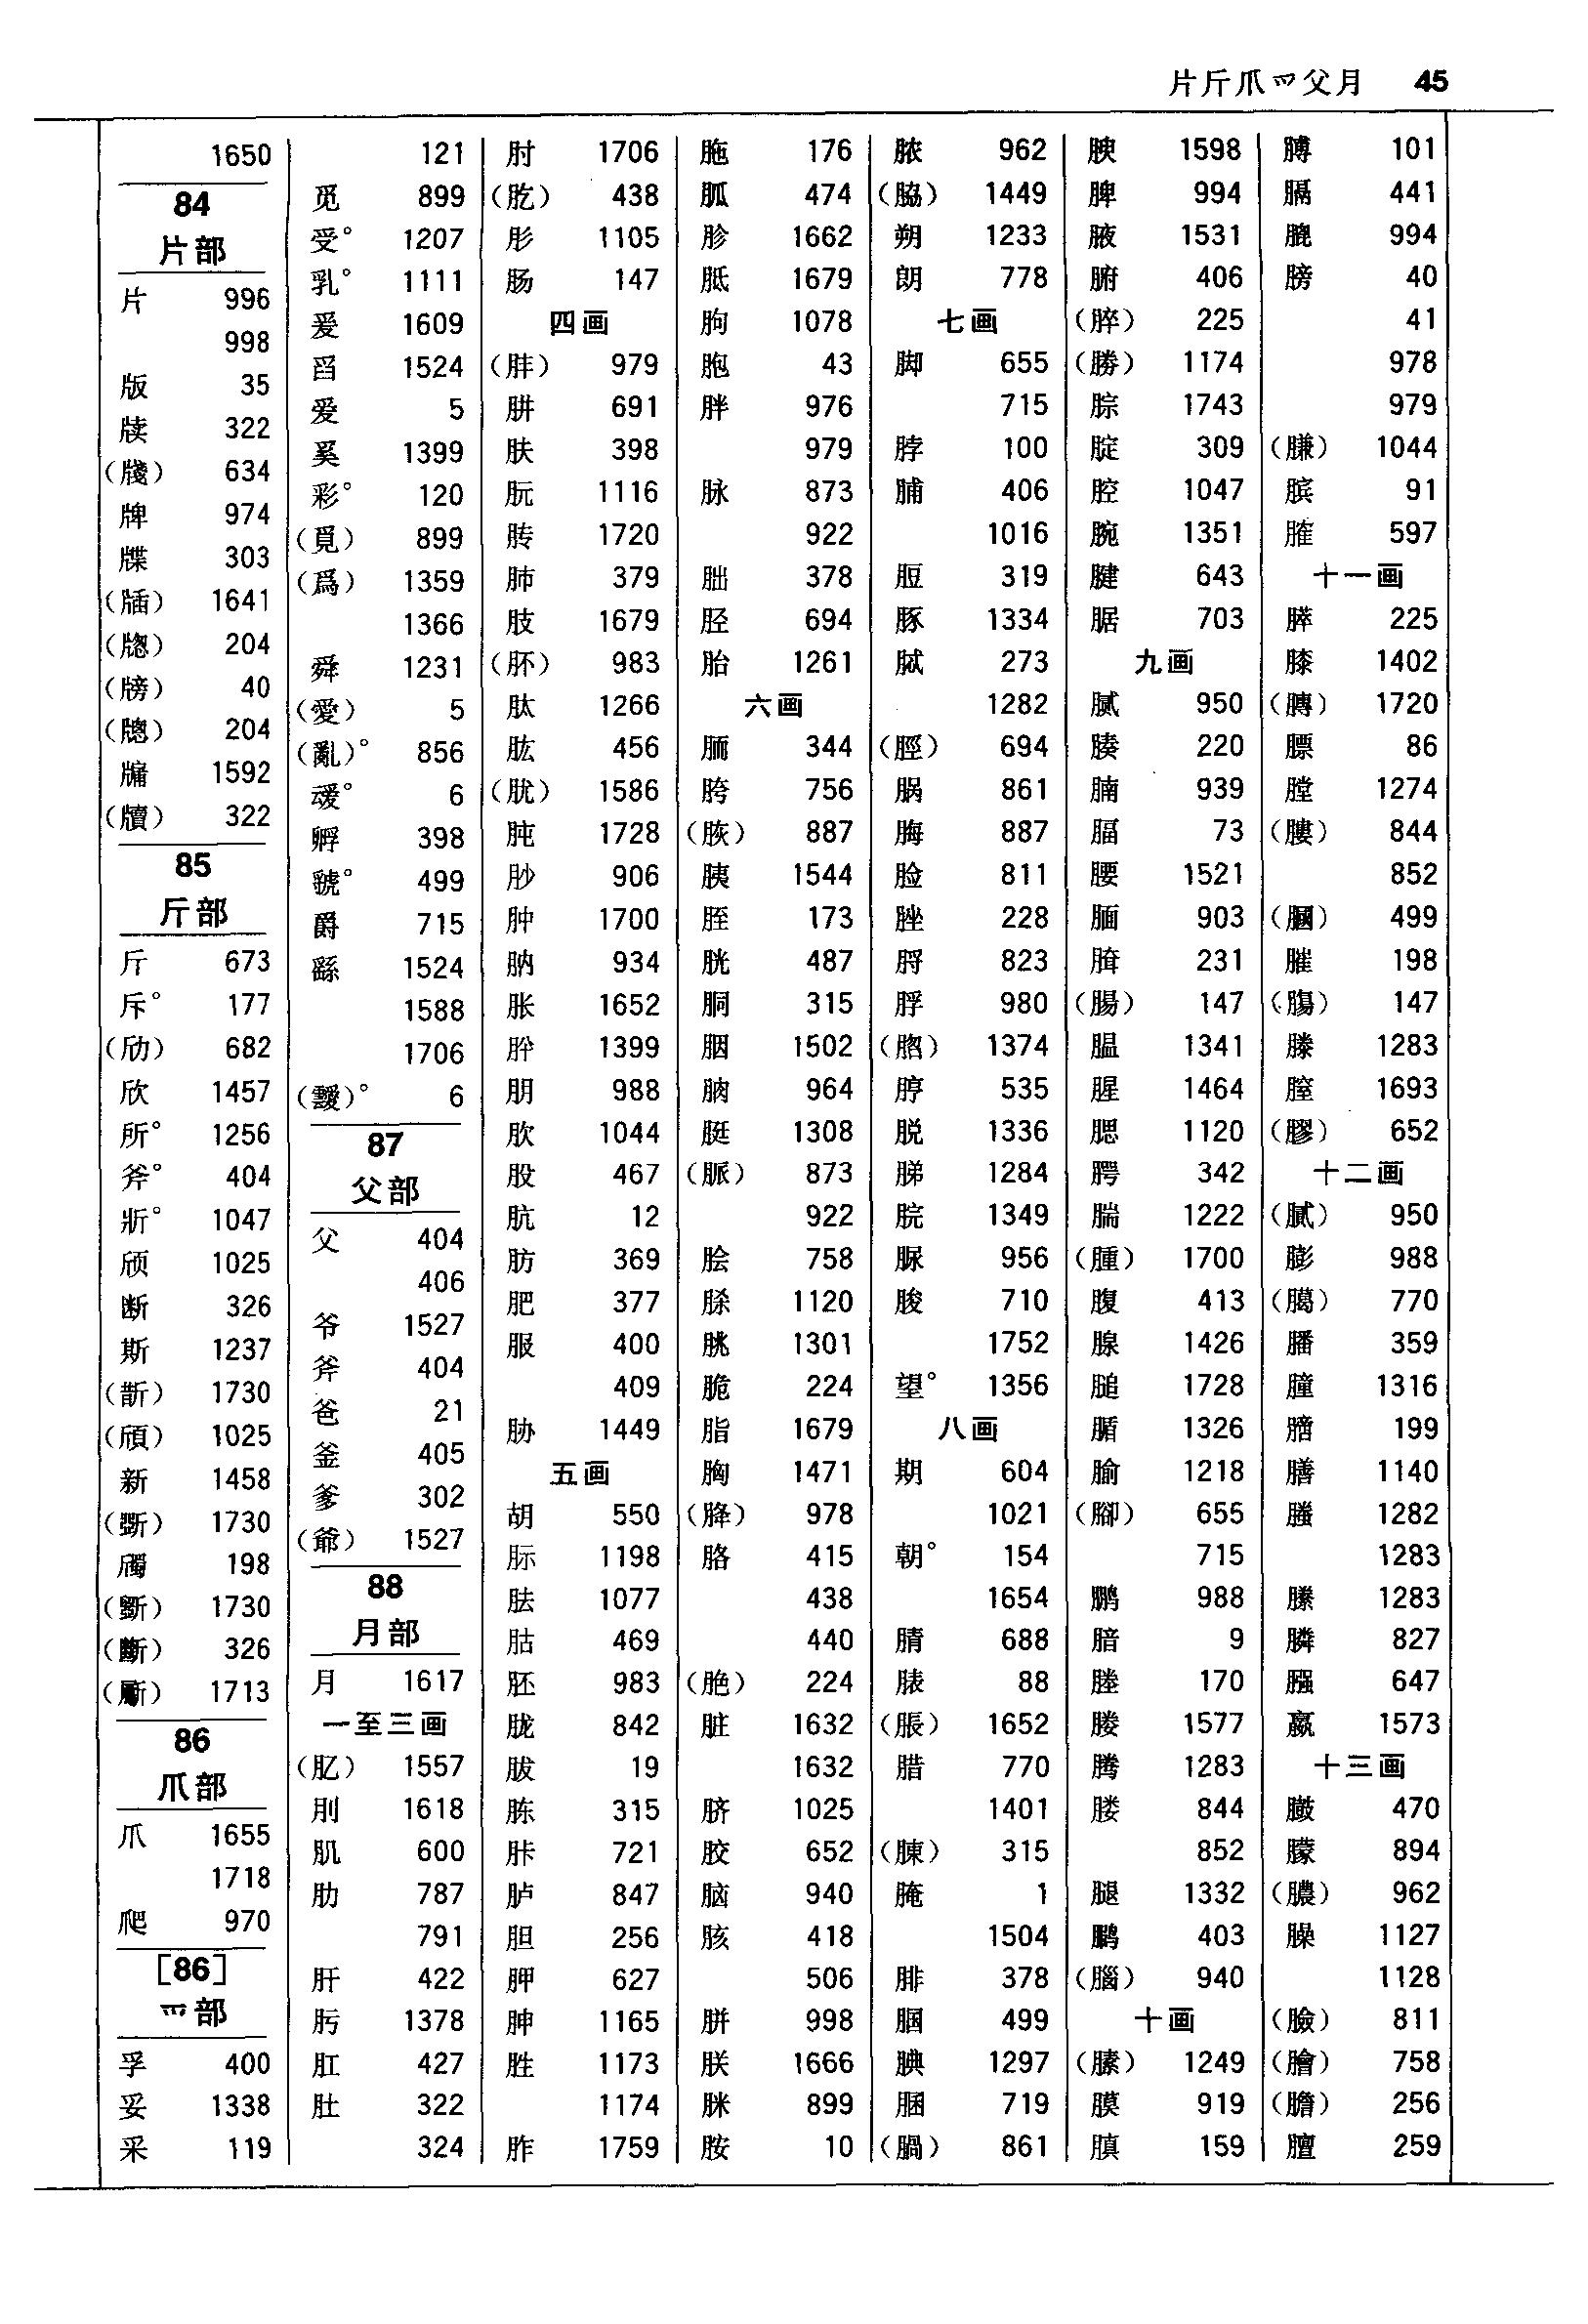 片斤爪爫父月 45
1650
84
片部
片 996
998
版 35
牍 322
(牋) 634
牌 974
牒 303
(牐) 1641
(牎) 204
(牓) 40
(牕) 204
牖 1592
(牘) 322
85
斤部
斤 673
斥° 177
(劤) 682
欣 1457
所° 1256
斧° 404
斨° 1047
颀 1025
断 326
斯 1237
(斮) 1730
(頎) 1025
新 1458
(斲) 1730
斶 198
(斵) 1730
(斷) 326
1713
86
爪部
爪 1655
1718
爬 970
[86]
爫部
孚 400
妥 1338
采 119
121
觅 899
受° 1207
乳° 1111
爰 1609
舀 1524
爱 5
奚 1399
彩° 120
(覓) 899
(爲) 1359
1366
舜 1231
(愛) 5
(亂)° 856
叆° 6
孵 398
虢° 499
爵 715
繇 1524
1588
1706
(靉)° 6
87
父部
父 404
406
爷 1527
斧 404
爸 21
釜 405
爹 302
(爺) 1527
88
月部
月 1617
一至三画
(肊) 1557
刖 1618
肌 600
肋 787
791
肝 422
肟 1378
肛 427
肚 322
324
肘 1706
(肐) 438
肜 1105
肠 147
四画
(肨) 979
肼 691
肤 398
朊 1116
䏝 1720
肺 379
肢 1679
(肧) 983
肽 1266
肱 456
(肬) 1586
肫 1728
䏚 906
肿 1700
肭 934
胀 1652
肸 1399
朋 988
肷 1044
股 467
肮 12
肪 369
肥 377
服 400
409
胁 1449
五画
胡 550
䏡 1198
胠 1077
胋 469
胚 983
胧 842
胈 19
胨 315
胩 721
胪 847
胆 256
胛 627
胂 1165
胜 1173
1174
胙 1759
胣 176
胍 474
胗 1662
胝 1679
朐 1078
胞 43
胖 976
979
脉 873
922
朏 378
胫 694
胎 1261
六画
胹 344
胯 756
(胲) 887
胰 1544
胵 173
胱 487
胴 315
胭 1502
朒 964
脡 1308
(脈) 873
922
脍 758
脎 1120
朓 1301
脆 224
脂 1679
胸 1471
(胮) 978
胳 415
438
440
(脃) 224
脏 1632
1632
脐 1025
胶 652
脑 940
胲 418
506
胼 998
朕 1666
脒 899
胺 10
脓 962
(脇) 1449
朔 1233
朗 778
七画
脚 655
715
脖 100
脯 406
1016
脰 319
豚 1334
脦 273
1282
(脛) 694
脶 861
脢 887
脸 811
脞 228
脟 823
脬 980
(脗) 1374
脝 535
脱 1336
䏲 1284
脘 1349
脲 956
朘 710
1752
望° 1356
八画
期 604
1021
朝° 154
1654
腈 688
脿 88
(脹) 1652
腊 770
1401
(腖) 315
腌 1
1504
腓 378
腘 499
腆 1297
䐃 719
(腡) 861
腴 1598
脾 994
腋 1531
腑 406
(脺) 225
(勝) 1174
腙 1743
腚 309
腔 1047
腕 1351
腱 643
腒 703
九画
腻 950
腠 220
腩 939
腷 73
腰 1521
腼 903
䐣 231
(腸) 147
腽 1341
腥 1464
腮 1120
腭 342
腨 1222
(腫) 1700
腹 413
腺 1426
膇 1728
腯 1326
腧 1218
(腳) 655
715
鹏 988
腤 9
塍 170
媵 1577
腾 1283
腰 844
852
腿 1332
鹏 403
(腦) 940
十画
(膆) 1249
膜 919
䐜 159
膊 101
膈 441
膍 994
膀 40
41
978
979
(膁) 1044
膑 91
䐃 597
十一画
膵 225
膝 1402
(膞) 1720
膘 86
膛 1274
(膢) 844
852
(膕) 499
膗 198
147
滕 1283
膣 1693
(膠) 652
十二画
(膩) 950
膨 988
(臈) 770
膰 359
膧 1316
199
膳 1140
螣 1282
1283
縢 1283
膦 827
膙 647
嬴 1573
十三画
臌 470
朦 894
(膿) 962
臊 1127
1128
(臉) 811
(膾) 758
(膽) 256
膻 259